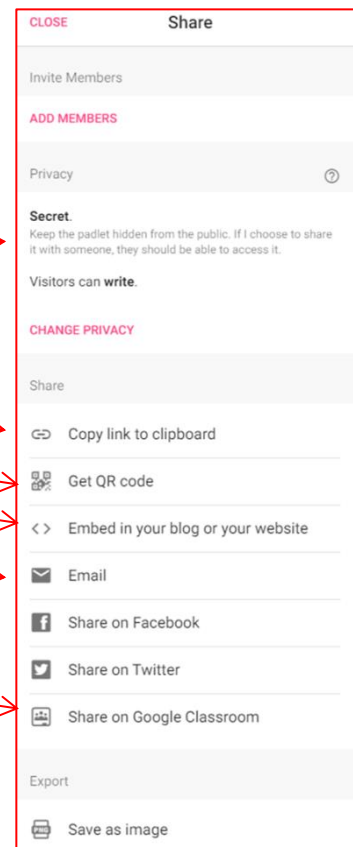 CLOSE Share
Invite Members
ADD MEMBERS
Privacy
Secret.
Keep the padlet hidden from the public. If I choose to share
it with someone, they should be able to access it.
Visitors can write.
CHANGE PRIVACY
Share
Copy link to clipboard
Get QR code
Embed in your blog or your website
Email
Share on Facebook
Share on Twitter
Share on Google Classroom
Export
Save as image